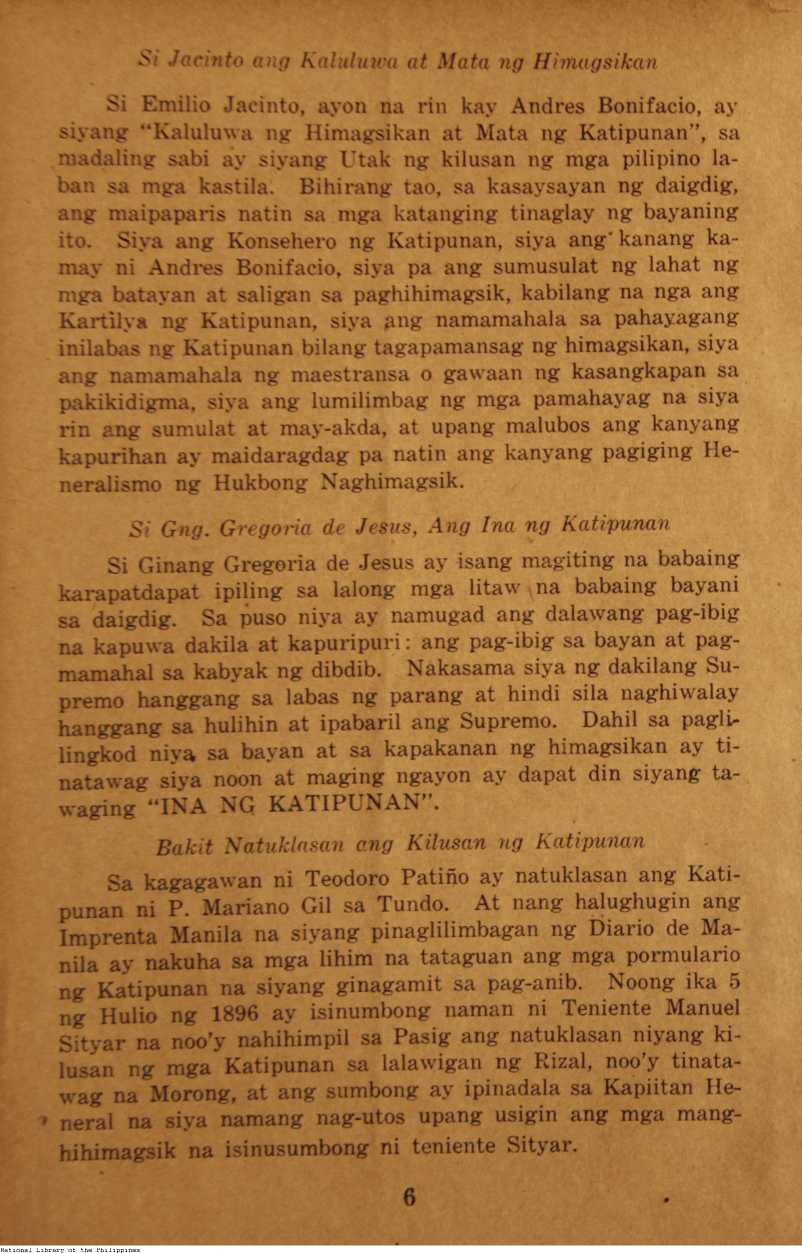 Si Jacinto ang Kaluluwa at Mata ng Himagsikan
Si Emilio Jacinto, ayon na rin kay Andres Bonifacio, ay
siyang “Kaluluwa ng Himagsikan at Mata ng Katipunan”, sa
madaling sabi ay siyang Utak ng kilusan ng mga pilipino la-
ban sa mga kastila. Bihirang tao, sa kasaysayan ng daigdig,
ang maipaparis natin sa mga katanging tinaglay ng bayaning
ito. Siya ang Konsehero ng Katipunan, siya ang kanang ka-
may ni Andres Bonifacio, siya pa ang sumusulat ng lahat ng
mga batayan at saligan sa paghihimagsik, kabilang na nga ang
Kartilya ng Katipunan, siya ang namamahala sa pahayagang
inilabas ng Katipunan bilang tagapamansag ng himagsikan, siya
ang namamahala ng maestransa o gawaan ng kasangkapan sa
pakikidigma, siya ang lumilimbag ng mga pamahayag na siya
rin ang sumulat at may-akda, at upang malubos ang kanyang
kapurihan ay maidaragdag pa natin ang kanyang pagiging He-
neralismo ng Hukbong Naghimagsik.
Si Gng. Gregoria de Jesus, Ang Ina ng Katipunan
Si Ginang Gregoria de Jesus ay isang magiting na babaing
karapatdapat ipiling sa lalong mga litaw na babaing bayani
sa daigdig. Sa puso niya ay namugad ang dalawang pag-ibig
na kapuwa dakila at kapuripuri: ang pag-ibig sa bayan at pag-
mamahal sa kabyak ng dibdib. Nakasama siya ng dakilang Su-
premo hanggang sa labas ng parang at hindi sila naghiwalay
hanggang sa hulihin at ipabaril ang Supremo. Dahil sa pagli-
lingkod niya sa bayan at sa kapakanan ng himagsikan ay ti-
natawag siya noon at maging ngayon ay dapat din siyang ta-
waging “INA NG KATIPUNAN”.
Bakit Natuklasan ang Kilusan ng Katipunan
Sa kagagawan ni Teodoro Patiño ay natuklasan ang Kati-
punan ni P. Mariano Gil sa Tundo. At nang halughugin ang
Imprenta Manila na siyang pinaglilimbagan ng Diario de Ma-
nila ay nakuha sa mga lihim na tataguan ang mga pormulario
ng Katipunan na siyang ginagamit sa pag-anib. Noong ika 5
ng Hulio ng 1896 ay isinumbong naman ni Teniente Manuel
Sityar na noo’y nahihimpil sa Pasig ang natuklasan niyang ki-
lusan ng mga Katipunan sa lalawigan ng Rizal, noo’y tinata-
wag na Morong, at ang sumbong ay ipinadala sa Kapiitan He-
neral na siya namang nag-utos upang usigin ang mga mang-
hihimagsik na isinusumbong ni teniente Sityar.
6
National Library of the Philippines